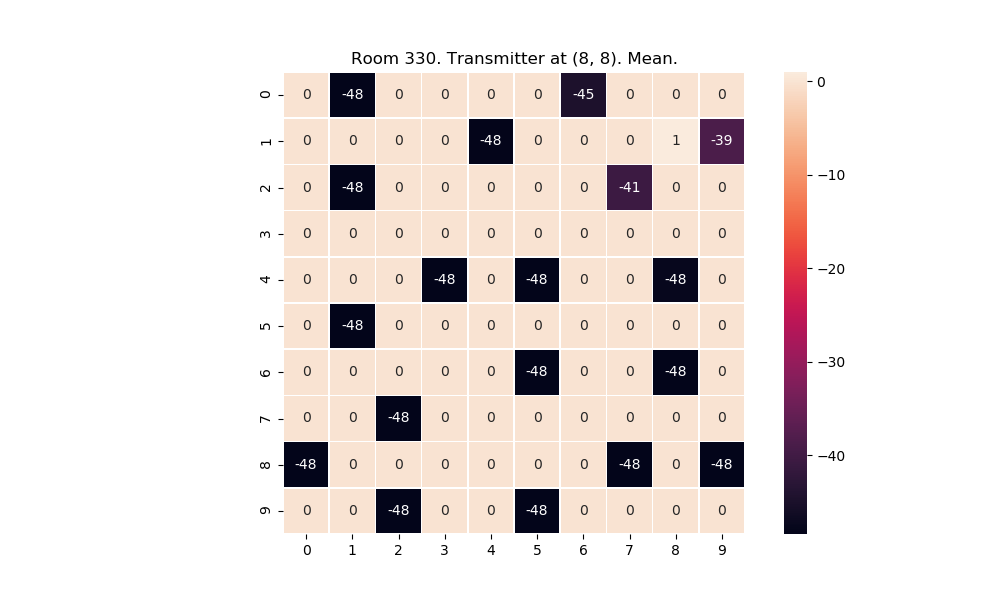 Room 330. Transmitter at (8, 8). Mean.
0 0 -48 0 0 0 0 -45 0 0 0
1 0 0 0 0 -48 0 0 0 1 -39
2 0 -48 0 0 0 0 0 -41 0 0
3 0 0 0 0 0 0 0 0 0 0
4 0 0 0 -48 0 -48 0 0 -48 0
5 0 -48 0 0 0 0 0 0 0 0
6 0 0 0 0 0 -48 0 0 -48 0
7 0 0 -48 0 0 0 0 0 0 0
8 -48 0 0 0 0 0 0 -48 0 -48
9 0 0 -48 0 0 -48 0 0 0 0
0 1 2 3 4 5 6 7 8 9
0
−10
−20
−30
−40